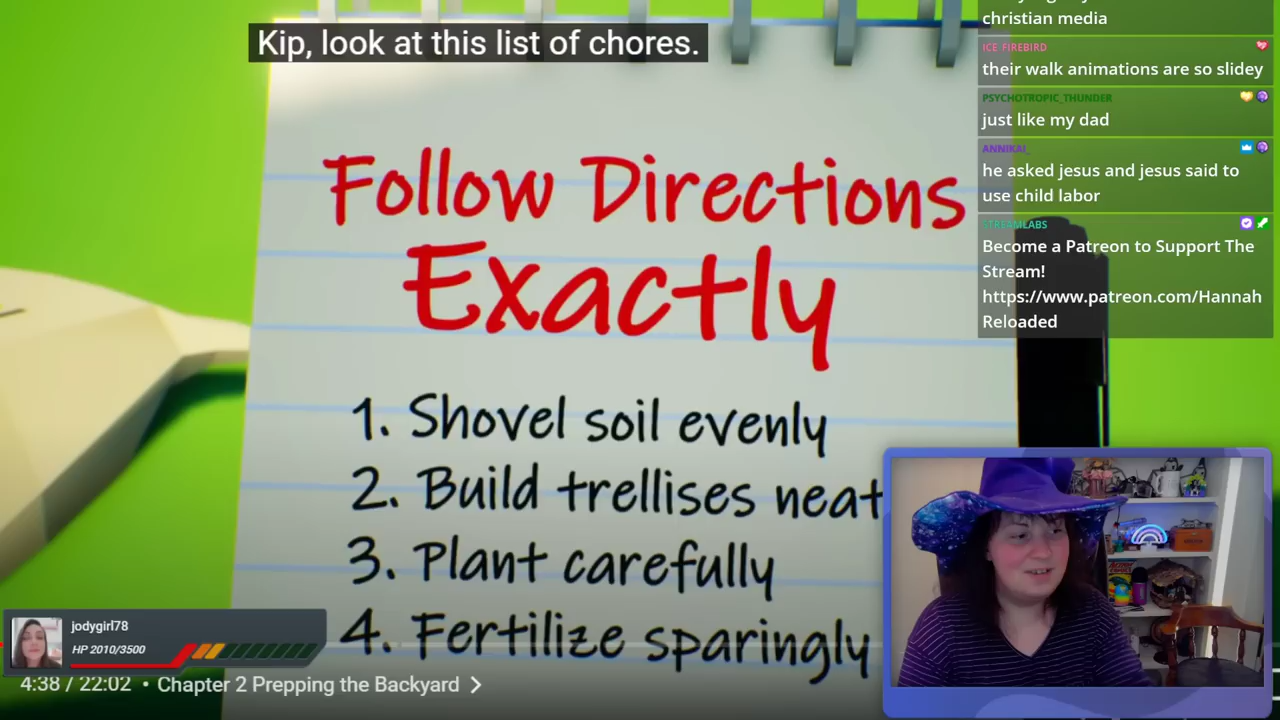 Kip, look at this list of chores.
Follow Directions
Exactly
1. Shovel soil evenly
2. Build trellises neat
3. Plant carefully
4. Fertilize sparingly
christian media
ICE_FIREBIRD
their walk animations are so slidey
PSYCHOTROPIC_THUNDER
just like my dad
ANNIKAI_
he asked jesus and jesus said to
use child labor
STREAMLABS
Become a Patreon to Support The
Stream!
https://www.patreon.com/Hannah
Reloaded
jodygirl78
HP 2010/3500
4:38 / 22:02 • Chapter 2 Prepping the Backyard